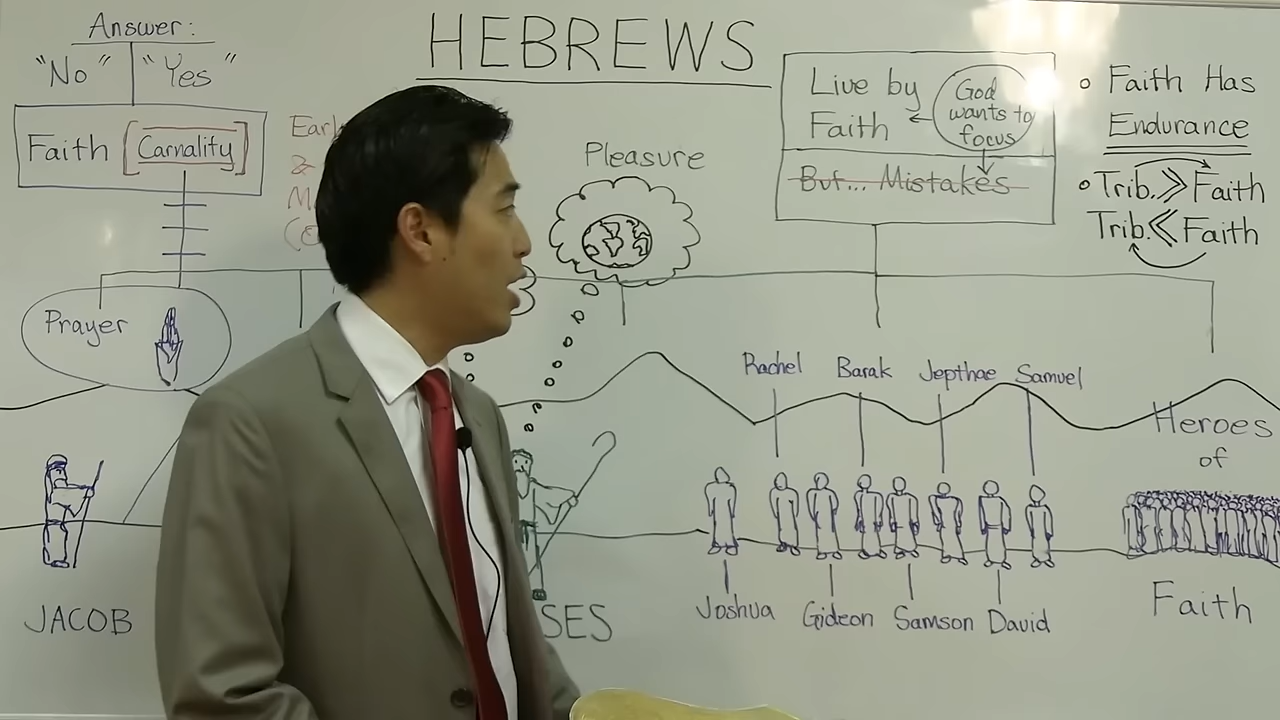 Answer:
"No" "Yes"
Faith [Carnality]
HEBREWS
Pleasure
Live by
Faith
God
wants to
focus
But... Mistakes
Faith Has
Endurance
Trib. >> Faith
Trib. << Faith
Prayer
JACOB
SES
Rachel
Barak
Jepthae
Samuel
Joshua
Gideon
Samson
David
Heroes
of
Faith